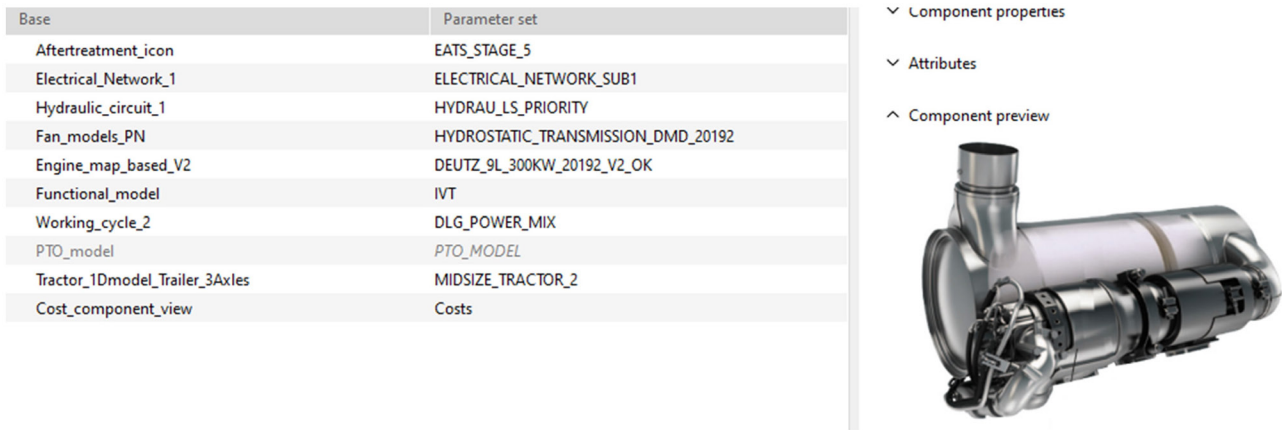 Base Parameter set
Aftertreatment_icon EATS_STAGE_5
Electrical_Network_1 ELECTRICAL_NETWORK_SUB1
Hydraulic_circuit_1 HYDRAU_LS_PRIORITY
Fan_models_PN HYDROSTATIC_TRANSMISSION_DMD_20192
Engine_map_based_V2 DEUTZ_9L_300KW_20192_V2_OK
Functional_model IVT
Working_cycle_2 DLG_POWER_MIX
PTO_model PTO_MODEL
Tractor_1Dmodel_Trailer_3Axles MIDSIZE_TRACTOR_2
Cost_component_view Costs
Component properties
Attributes
Component preview